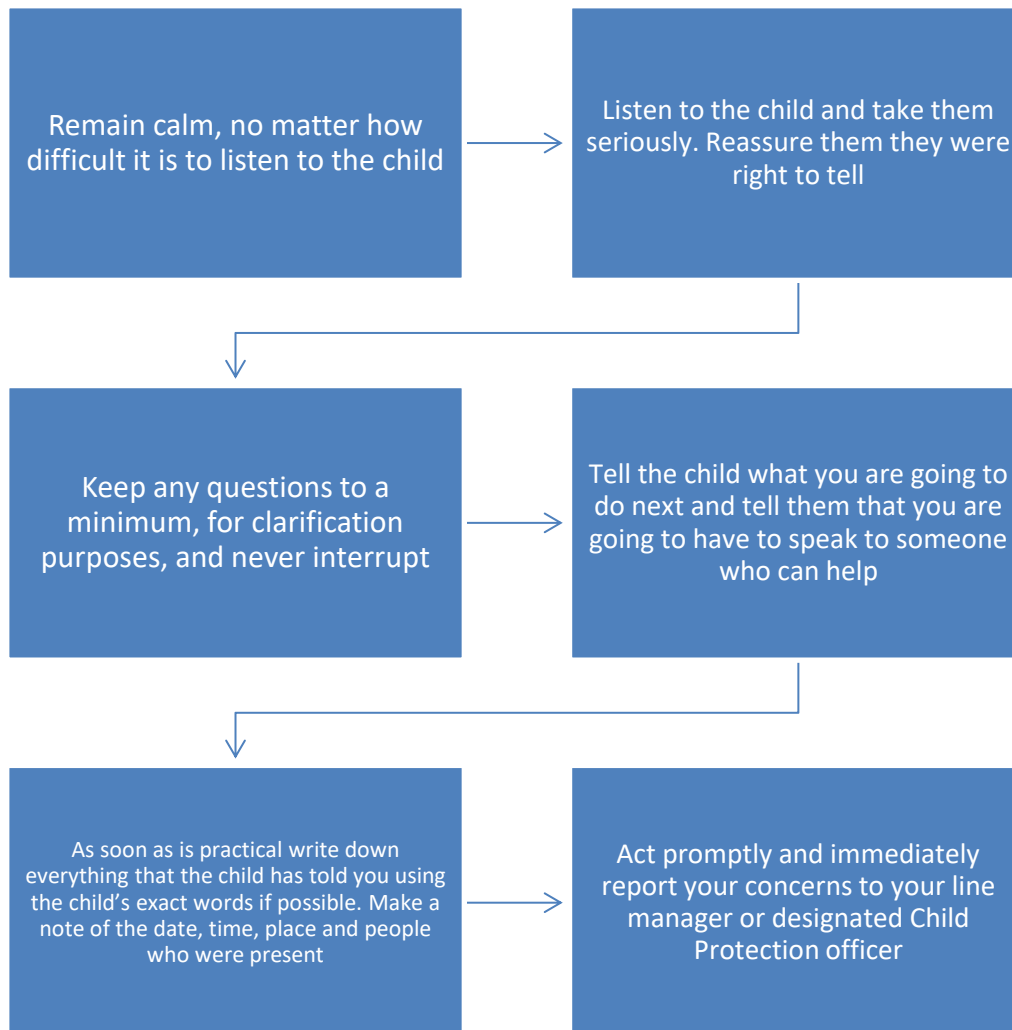 Remain calm, no matter how
difficult it is to listen to the child
Listen to the child and take them
seriously. Reassure them they were
right to tell
Keep any questions to a
minimum, for clarification
purposes, and never interrupt
Tell the child what you are going to
do next and tell them that you are
going to have to speak to someone
who can help
As soon as is practical write down
everything that the child has told you using
the child’s exact words if possible. Make a
note of the date, time, place and people
who were present
Act promptly and immediately
report your concerns to your line
manager or designated Child
Protection officer